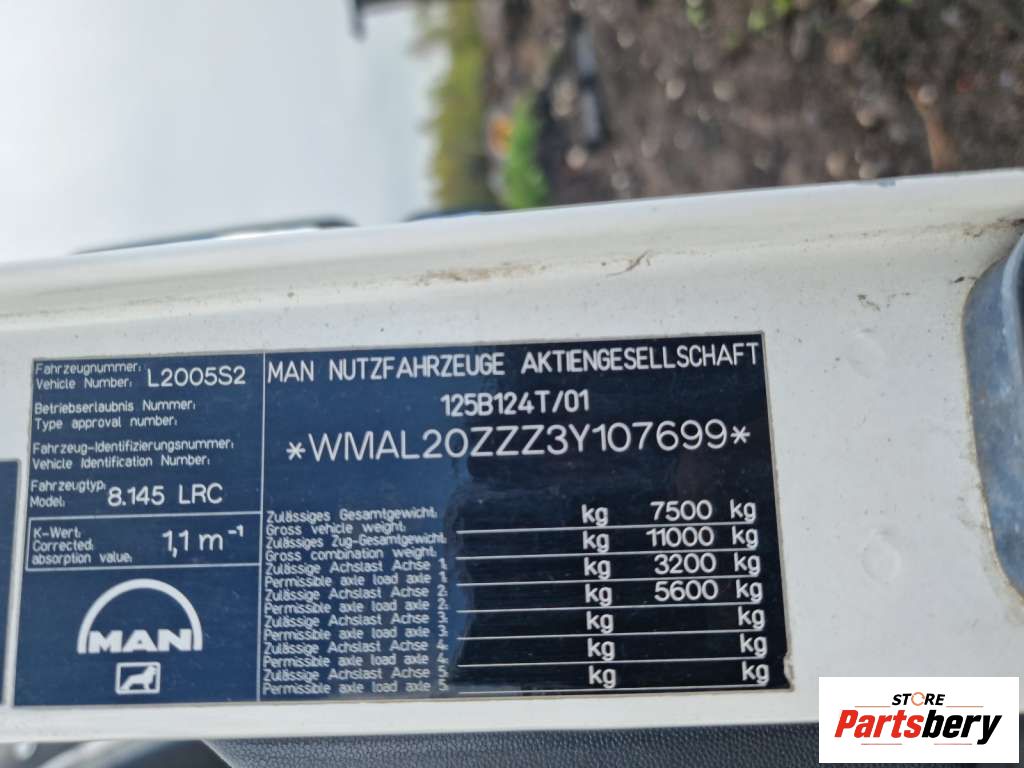 Fahrzeugnummer:
Vehicle Number: L2005S2
Betriebserlaubnis Nummer:
Type approval number:
Fahrzeug-Identifizierungsnummer:
Vehicle Identification Number:
Fahrzeugtyp:
Model: 8.145 LRC
K-Wert:
Corrected
absorption value: 1,1 m⁻¹
MAN
MAN NUTZFAHRZEUGE AKTIENGESELLSCHAFT
125B124T/01
*WMAL20ZZZ3Y107699*
Zulässiges Gesamtgewicht: kg 7500 kg
Gross vehicle weight:
Zulässiges Zug-Gesamtgewicht: kg 11000 kg
Gross combination weight:
Zulässige Achslast Achse 1: kg 3200 kg
Permissible axle load axle 1:
Zulässige Achslast Achse 2: kg 5600 kg
Permissible axle load axle 2:
Zulässige Achslast Achse 3: kg kg
Permissible axle load axle 3:
Zulässige Achslast Achse 4: kg kg
Permissible axle load axle 4:
Zulässige Achslast Achse 5: kg kg
Permissible axle load axle 5:
STORE
Partsbery